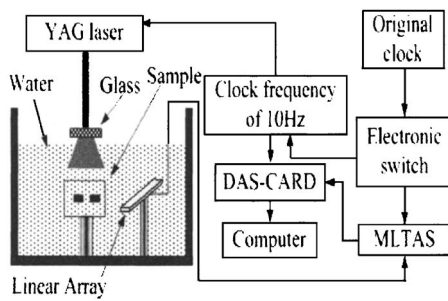 YAG laser
Original
clock
Water
Sample
Glass
Clock frequency
of 10Hz
Electronic
switch
DAS-CARD
Computer
MLTAS
Linear Array